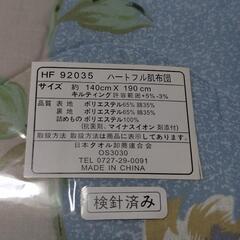 HF 92035 ハートフル肌布団
サイズ 約 140cm X 190cm
キルティング許容範囲+5%-3%
品質 表地 ポリエステル65% 綿35%
裏地 ポリエステル65% 綿35%
詰めもの ポリエステル100%
(抗菌剤、マイナスイオン 剤添付)
取扱方法 取扱方法は商品に直接表示してあります。
日本タオル卸商連合会
OS3030
TEL 0727-29-0091
MADE IN CHINA
検針済み